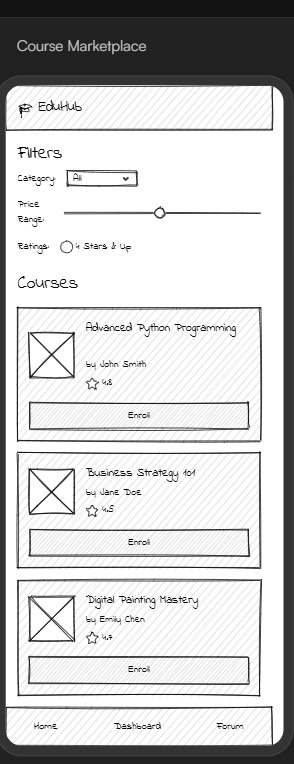 Course Marketplace
EduHub
Filters
Category:
All
Price
Range:
Ratings:
4 Stars & Up
Courses
Advanced Python Programming
by John Smith
4.8
Enroll
Business Strategy 101
by Jane Doe
4.5
Enroll
Digital Painting Mastery
by Emily Chen
4.7
Enroll
Home Dashboard Forum